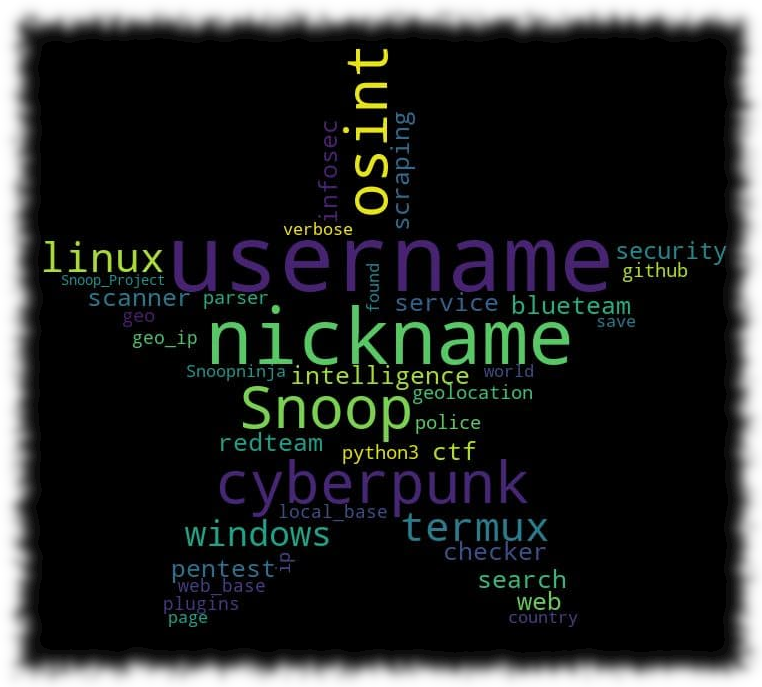 osint
infosec
scraping
verbose
username
linux
security
github
Snoop_Project
found
scanner
parser
service
blueteam
geo
save
nickname
geo_ip
Snoopninja
intelligence
world
Snoop
geolocation
police
redteam
python3
ctf
cyberpunk
local_base
windows
termux
checker
ip
pentest
search
web_base
plugins
web
page
country